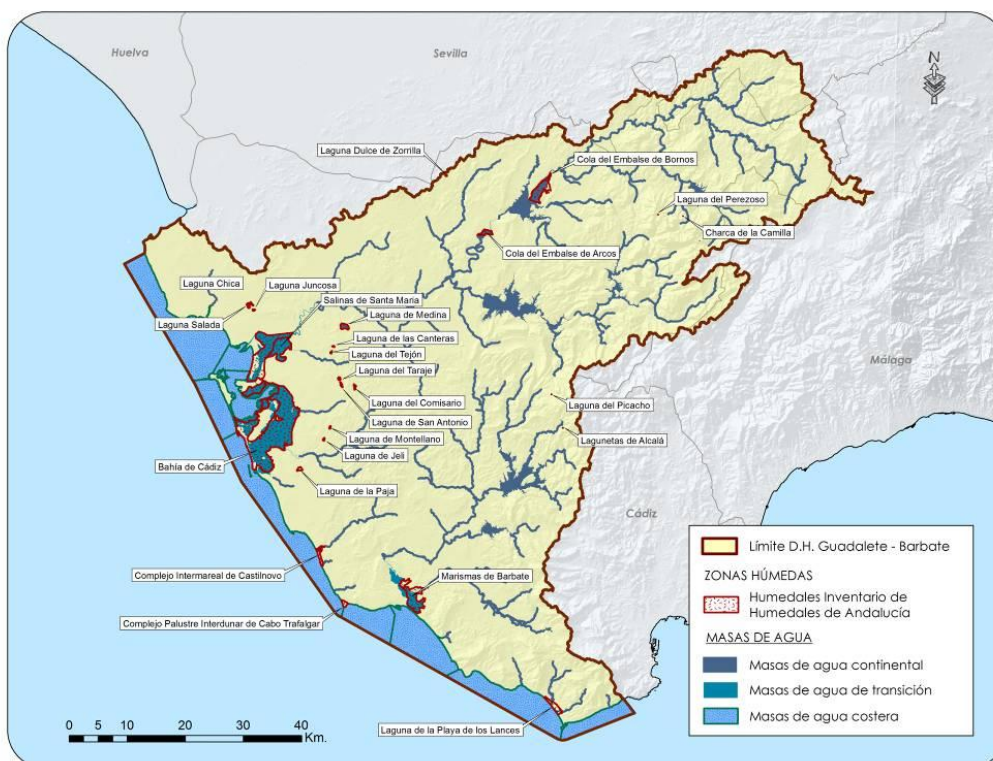 Huelva
Sevilla
N
Laguna Dulce de Zorrilla
Cola del Embalse de Bornos
Laguna del Perezoso
Charca de la Camilla
Cola del Embalse de Arcos
Laguna Chica
Laguna Juncosa
Salinas de Santa Maria
Laguna Salada
Laguna de Medina
Laguna de las Canteras
Laguna del Tejón
Laguna del Taraje
Laguna del Comisario
Laguna de San Antonio
Laguna de Montellano
Laguna de Jeli
Laguna de la Paja
Bahía de Cádiz
Málaga
Laguna del Picacho
Lagunetas de Alcalá
Cádiz
Complejo Intermareal de Castilnovo
Marismas de Barbate
Complejo Palustre Interdunar de Cabo Trafalgar
Laguna de la Playa de los Lances
Límite D.H. Guadalete - Barbate
ZONAS HÚMEDAS
Humedales Inventario de
Humedales de Andalucía
MASAS DE AGUA
Masas de agua continental
Masas de agua de transición
Masas de agua costera
0 5 10 20 30 40
Km.